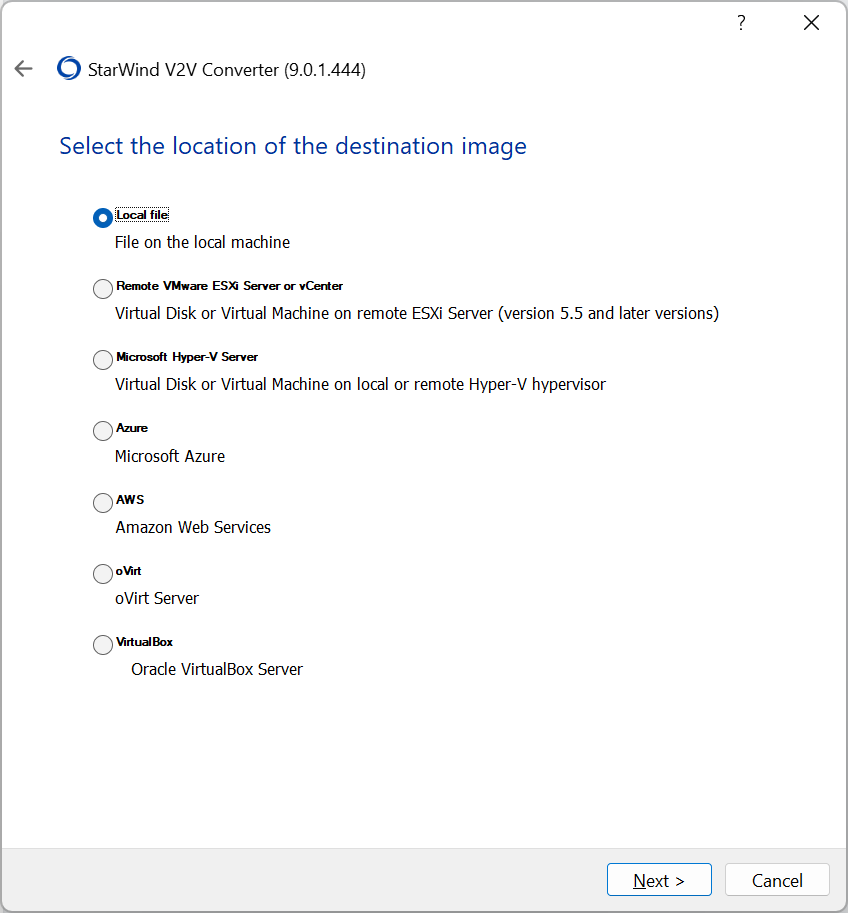 ?
StarWind V2V Converter (9.0.1.444)
Select the location of the destination image
Local file
File on the local machine
Remote VMware ESXi Server or vCenter
Virtual Disk or Virtual Machine on remote ESXi Server (version 5.5 and later versions)
Microsoft Hyper-V Server
Virtual Disk or Virtual Machine on local or remote Hyper-V hypervisor
Azure
Microsoft Azure
AWS
Amazon Web Services
oVirt
oVirt Server
VirtualBox
Oracle VirtualBox Server
Next > Cancel